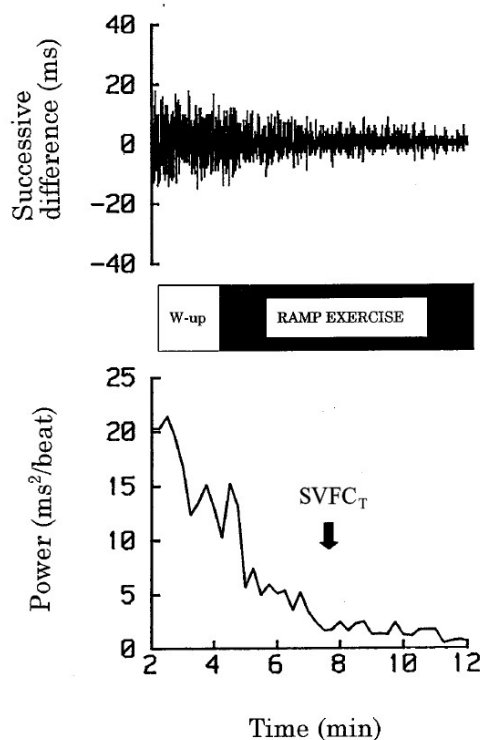 40
20
0
-20
-40
Successive
difference (ms)
W-up
RAMP EXERCISE
25
20
15
10
5
0
Power (ms²/beat)
SVFC_T
2 4 6 8 10 12
Time (min)